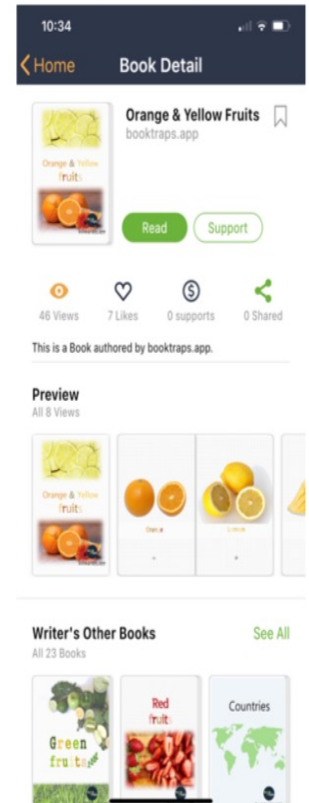 10:34
Home
Book Detail
Orange & Yellow
fruits
Orange & Yellow Fruits
booktraps.app
Read
Support
46 Views
7 Likes
0 supports
0 Shared
This is a Book authored by booktraps.app.
Preview
All 8 Views
Orange & Yellow
fruits
Orange
Lemon
Writer's Other Books
See All
All 23 Books
Green
fruits
Red
fruits
Countries